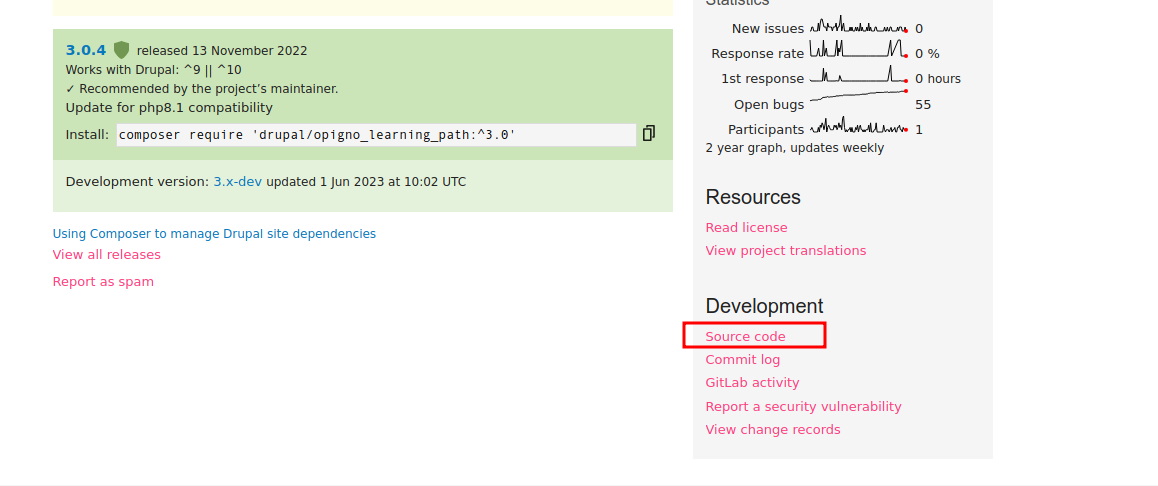 3.0.4 released 13 November 2022
Works with Drupal: ^9 || ^10
✓ Recommended by the project’s maintainer.
Update for php8.1 compatibility
Install: composer require 'drupal/opigno_learning_path:^3.0'
Development version: 3.x-dev updated 1 Jun 2023 at 10:02 UTC
Using Composer to manage Drupal site dependencies
View all releases
Report as spam
Statistics
New issues 0
Response rate 0 %
1st response 0 hours
Open bugs 55
Participants 1
2 year graph, updates weekly
Resources
Read license
View project translations
Development
Source code
Commit log
GitLab activity
Report a security vulnerability
View change records